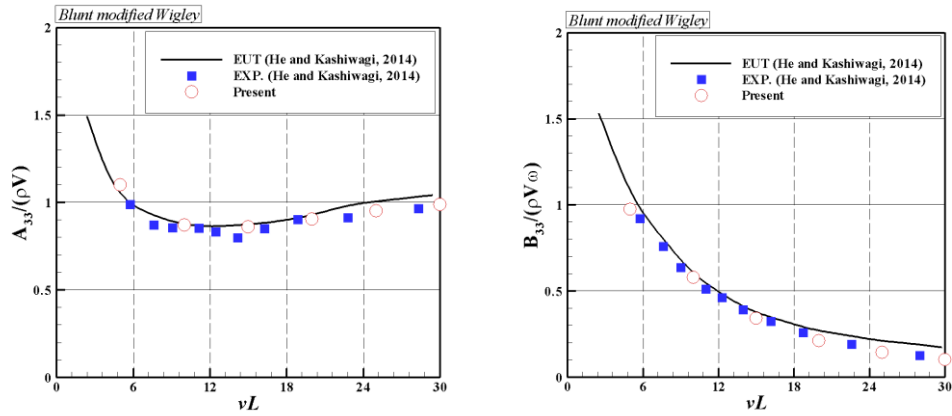 Blunt modified Wigley
EUT (He and Kashiwagi, 2014)
EXP. (He and Kashiwagi, 2014)
Present
A33/(ρV)
2
1.5
1
0.5
0
0
6
12
18
24
30
νL
Blunt modified Wigley
EUT (He and Kashiwagi, 2014)
EXP. (He and Kashiwagi, 2014)
Present
B33/(ρVω)
2
1.5
1
0.5
0
0
6
12
18
24
30
νL